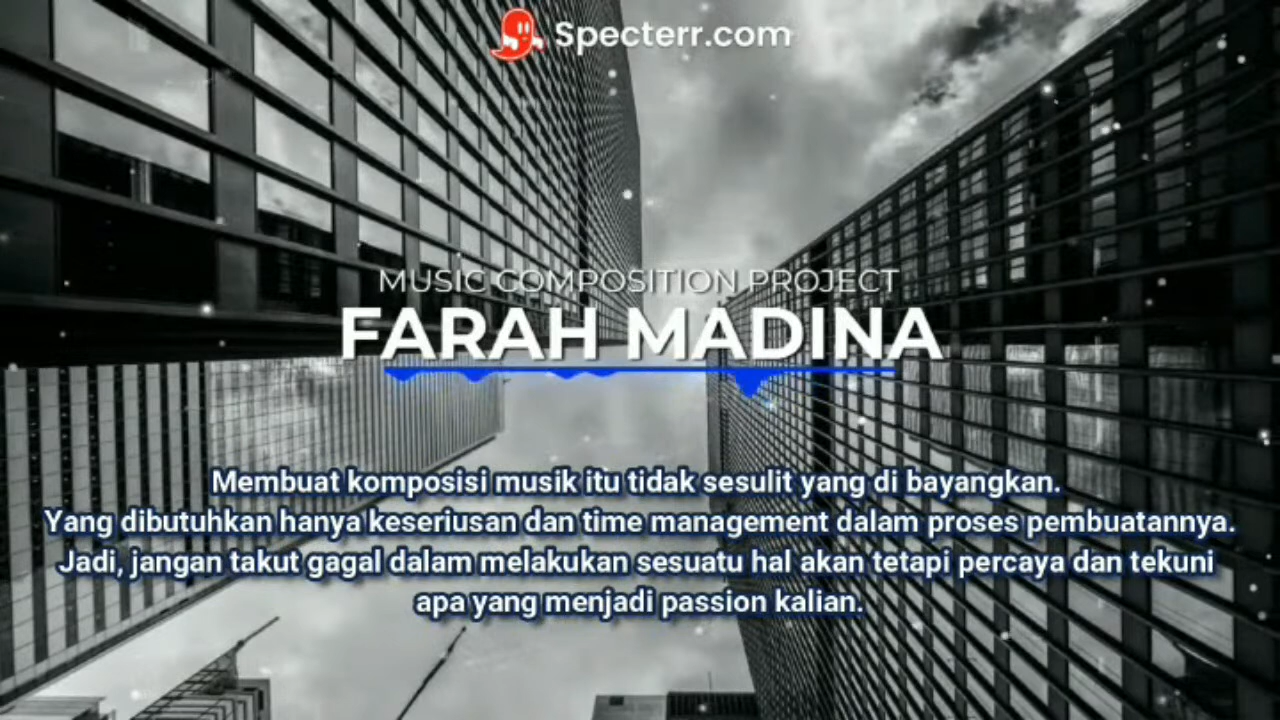 Specterr.com
MUSIC COMPOSITION PROJECT
FARAH MADINA
Membuat komposisi musik itu tidak sesulit yang di bayangkan.
Yang dibutuhkan hanya keseriusan dan time management dalam proses pembuatannya.
Jadi, jangan takut gagal dalam melakukan sesuatu hal akan tetapi percaya dan tekuni
apa yang menjadi passion kalian.